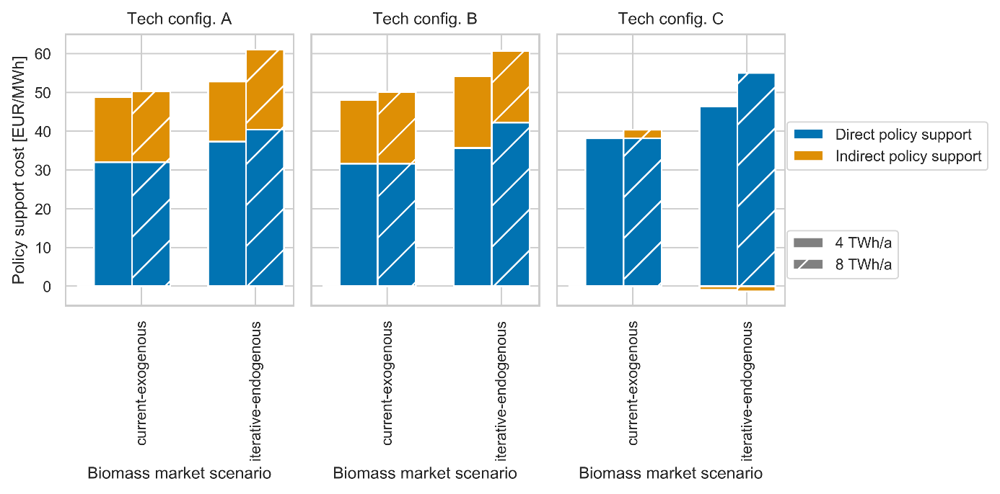 Tech config. A
Tech config. B
Tech config. C
Policy support cost [EUR/MWh]
60
50
40
30
20
10
0
current-exogenous
iterative-endogenous
current-exogenous
iterative-endogenous
current-exogenous
iterative-endogenous
Biomass market scenario
Biomass market scenario
Biomass market scenario
Direct policy support
Indirect policy support
4 TWh/a
8 TWh/a